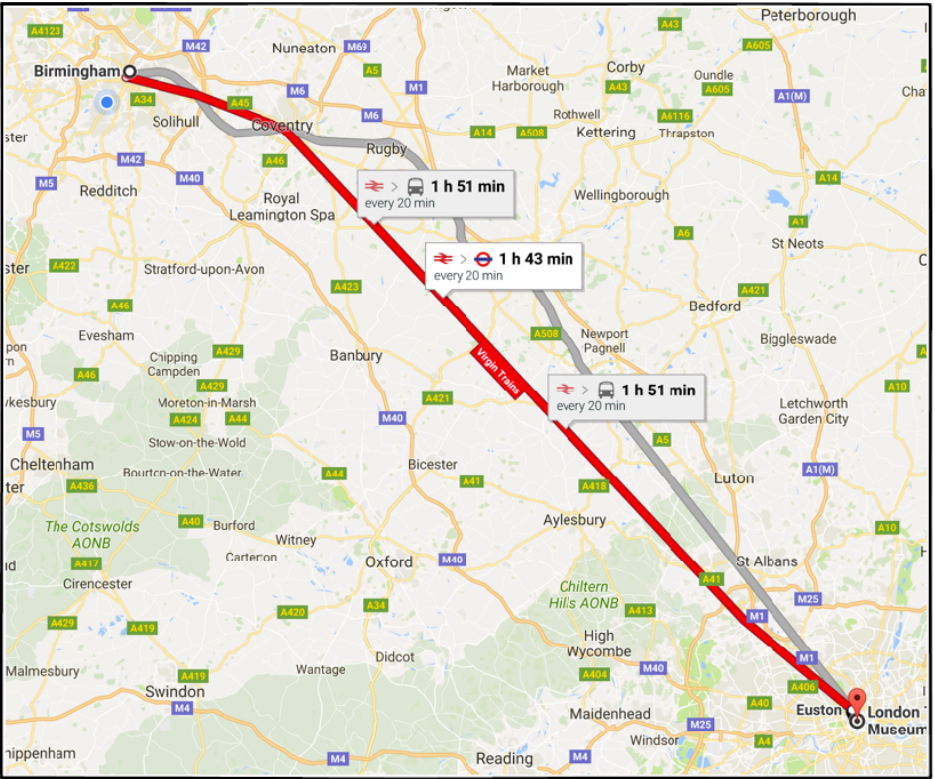 Peterborough
A4123
A43
M42
Nuneaton
M69
A605
Birmingham
A5
Market
Harborough
Corby
Oundle
A34
A45
M6
M1
A43
A605
A1(M)
Solihull
Coventry
M6
Rothwell
A6116
A14
A508
Kettering
Thrapston
ster
Rugby
M42
A46
M5
M40
A14
Redditch
Royal
Leamington Spa
1 h 51 min
every 20 min
Wellingborough
A1
A6
St Neots
ster
A422
Stratford-upon-Avon
1 h 43 min
every 20 min
A423
A421
Bedford
A46
Evesham
A508
Newport
Pagnell
Biggleswade
Chipping
Campden
A429
Banbury
Virgin Trains
A46
A429
1 h 51 min
every 20 min
A10
vkesbury
Moreton-in-Marsh
A421
Letchworth
Garden City
A424
A44
M40
M5
Stow-on-the-Wold
A5
Cheltenham
Bourton-on-the-Water
A44
Bicester
A41
A1(M)
ter
A436
A418
Luton
The Cotswolds
AONB
A40
Burford
Aylesbury
A10
Witney
A417
Oxford
M40
St Albans
Cirencester
Chiltern
Hills AONB
A41
A429
A419
A420
A34
A413
M25
M1
High
Wycombe
Didcot
M1
Malmesbury
A419
Wantage
M40
A404
A406
Swindon
M4
A40
Euston
London
Museum
Maidenhead
M25
Windsor
A4
nippenham
M4
Reading
M4